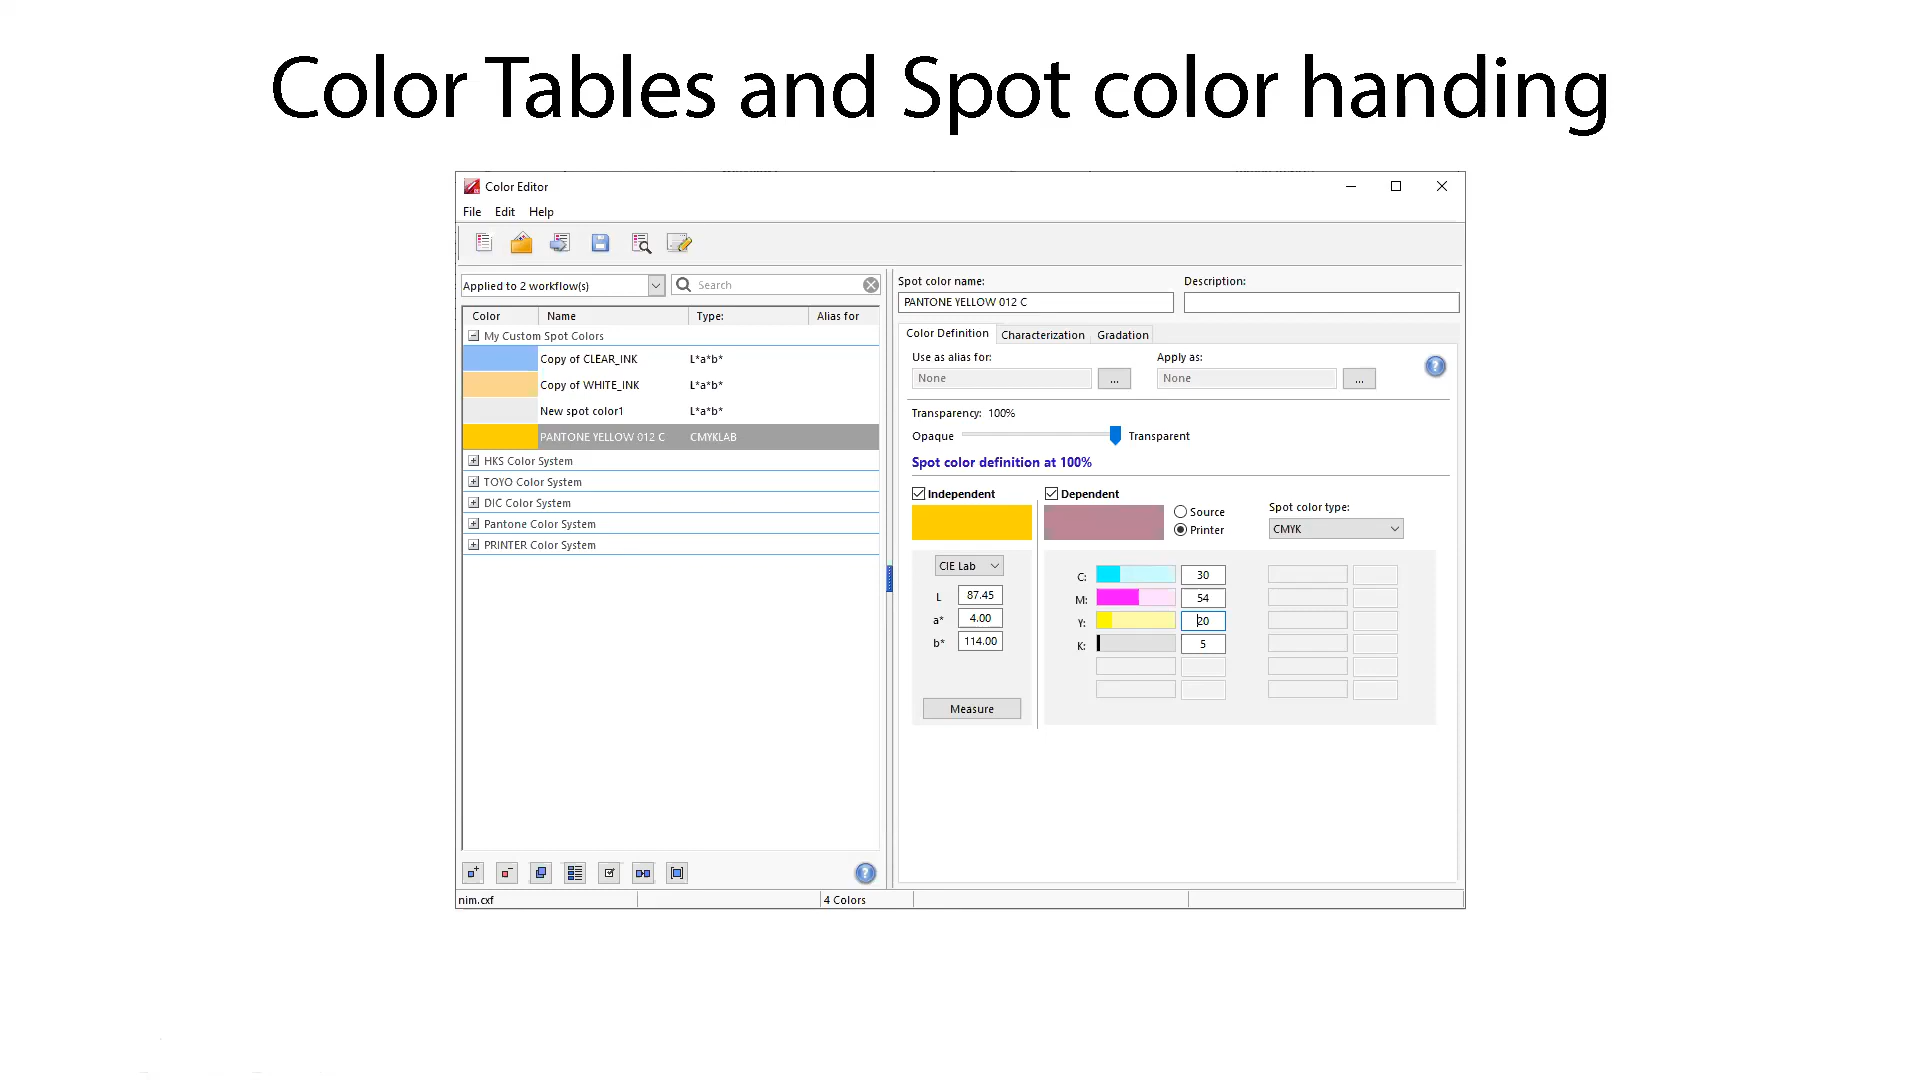 Color Tables and Spot color handing
Color Editor
File Edit Help
Applied to 2 workflow(s) Search
Color Name Type: Alias for
My Custom Spot Colors
Copy of CLEAR_INK L*a*b*
Copy of WHITE_INK L*a*b*
New spot color1 L*a*b*
PANTONE YELLOW 012 C CMYKLAB
HKS Color System
TOYO Color System
DIC Color System
Pantone Color System
PRINTER Color System
Spot color name: Description:
PANTONE YELLOW 012 C
Color Definition Characterization Gradation
Use as alias for: Apply as:
None ... None ...
Transparency: 100%
Opaque Transparent
Spot color definition at 100%
Independent Dependent
Source
Printer
Spot color type:
CMYK
CIE Lab
L 87.45
a* 4.00
b* 114.00
Measure
C: 30
M: 54
Y: 20
K: 5
nim.cxf 4 Colors